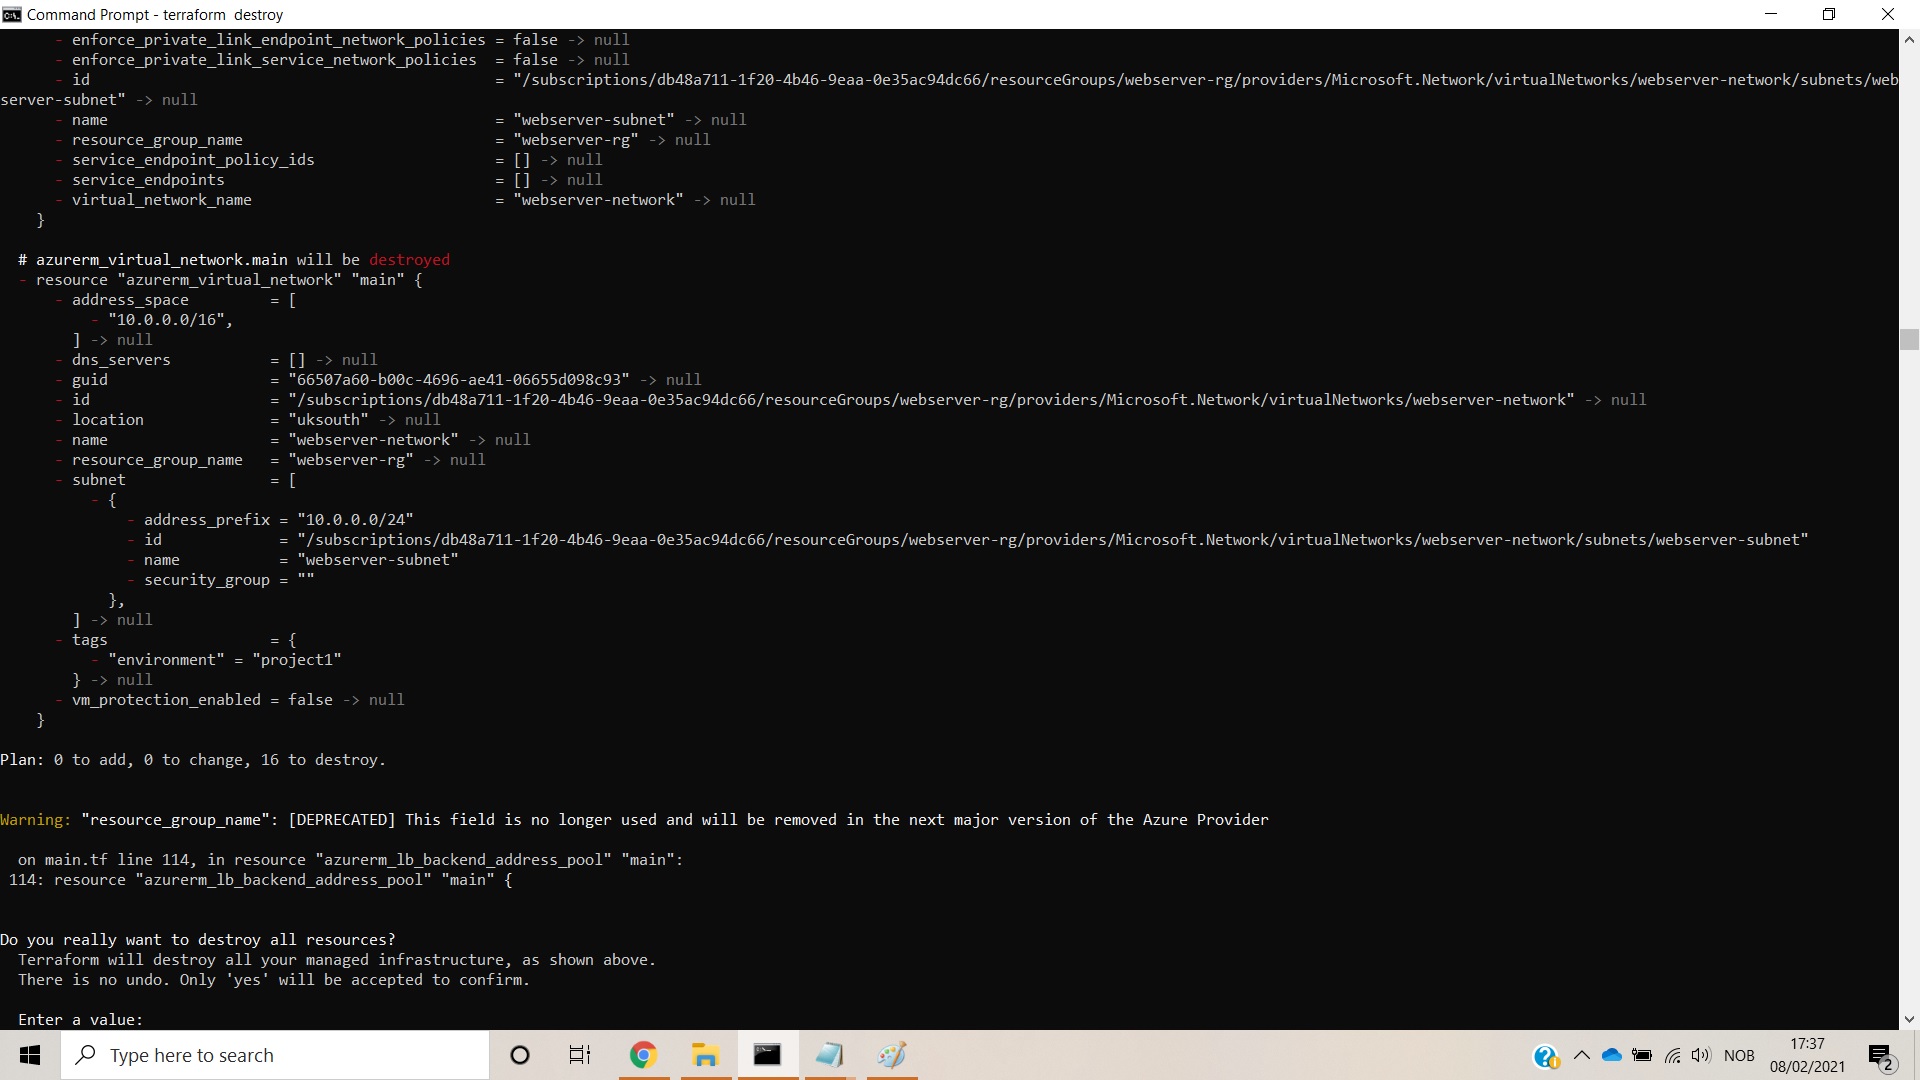 Command Prompt - terraform  destroy
      - enforce_private_link_endpoint_network_policies = false -> null
      - enforce_private_link_service_network_policies  = false -> null
      - id                                             = "/subscriptions/db48a711-1f20-4b46-9eaa-0e35ac94dc66/resourceGroups/webserver-rg/providers/Microsoft.Network/virtualNetworks/webserver-network/subnets/web
server-subnet" -> null
      - name                                           = "webserver-subnet" -> null
      - resource_group_name                            = "webserver-rg" -> null
      - service_endpoint_policy_ids                    = [] -> null
      - service_endpoints                              = [] -> null
      - virtual_network_name                           = "webserver-network" -> null
    }
  # azurerm_virtual_network.main will be destroyed
  - resource "azurerm_virtual_network" "main" {
      - address_space         = [
          - "10.0.0.0/16",
        ] -> null
      - dns_servers           = [] -> null
      - guid                  = "66507a60-b00c-4696-ae41-06655d098c93" -> null
      - id                    = "/subscriptions/db48a711-1f20-4b46-9eaa-0e35ac94dc66/resourceGroups/webserver-rg/providers/Microsoft.Network/virtualNetworks/webserver-network" -> null
      - location              = "uksouth" -> null
      - name                  = "webserver-network" -> null
      - resource_group_name   = "webserver-rg" -> null
      - subnet                = [
          - {
              - address_prefix = "10.0.0.0/24"
              - id             = "/subscriptions/db48a711-1f20-4b46-9eaa-0e35ac94dc66/resourceGroups/webserver-rg/providers/Microsoft.Network/virtualNetworks/webserver-network/subnets/webserver-subnet"
              - name           = "webserver-subnet"
              - security_group = ""
            },
        ] -> null
      - tags                  = {
          - "environment" = "project1"
        } -> null
      - vm_protection_enabled = false -> null
    }
Plan: 0 to add, 0 to change, 16 to destroy.
Warning: "resource_group_name": [DEPRECATED] This field is no longer used and will be removed in the next major version of the Azure Provider
  on main.tf line 114, in resource "azurerm_lb_backend_address_pool" "main":
 114: resource "azurerm_lb_backend_address_pool" "main" {
Do you really want to destroy all resources?
  Terraform will destroy all your managed infrastructure, as shown above.
  There is no undo. Only 'yes' will be accepted to confirm.
  Enter a value:
Type here to search
NOB
17:37
08/02/2021
2